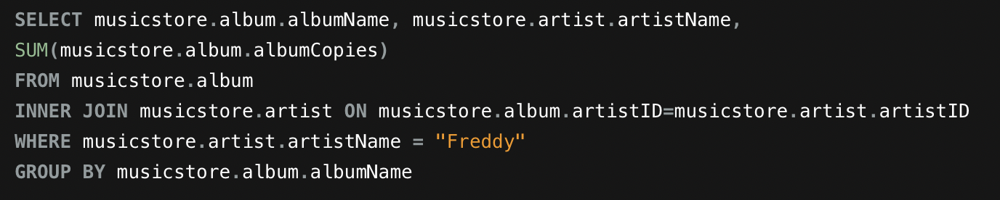 SELECT musicstore.album.albumName, musicstore.artist.artistName,
SUM(musicstore.album.albumCopies)
FROM musicstore.album
INNER JOIN musicstore.artist ON musicstore.album.artistID=musicstore.artist.artistID
WHERE musicstore.artist.artistName = "Freddy"
GROUP BY musicstore.album.albumName